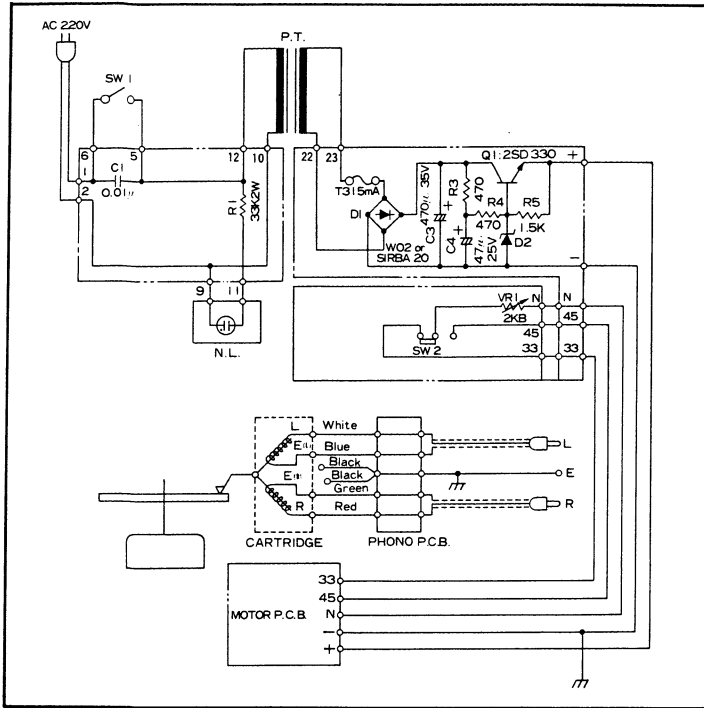 AC 220V
P.T.
SW 1
6
5
12
10
22
23
1
2
C1
0.01µ
R1
33K2W
9
11
N.L.
T315mA
D1
W02 or
SIRBA 20
470µ 35V
C3
+
R3
470
C4
+
47µ
25V
R4
470
Q1:2SD 330
R5
1.5K
D2
+
−
VR1
2KB
N
N
45
45
33
33
SW 2
L
White
E(L)
Blue
Black
Black
E(R)
Green
R
Red
L
E
R
CARTRIDGE
PHONO P.C.B.
MOTOR P.C.B.
33
45
N
−
+